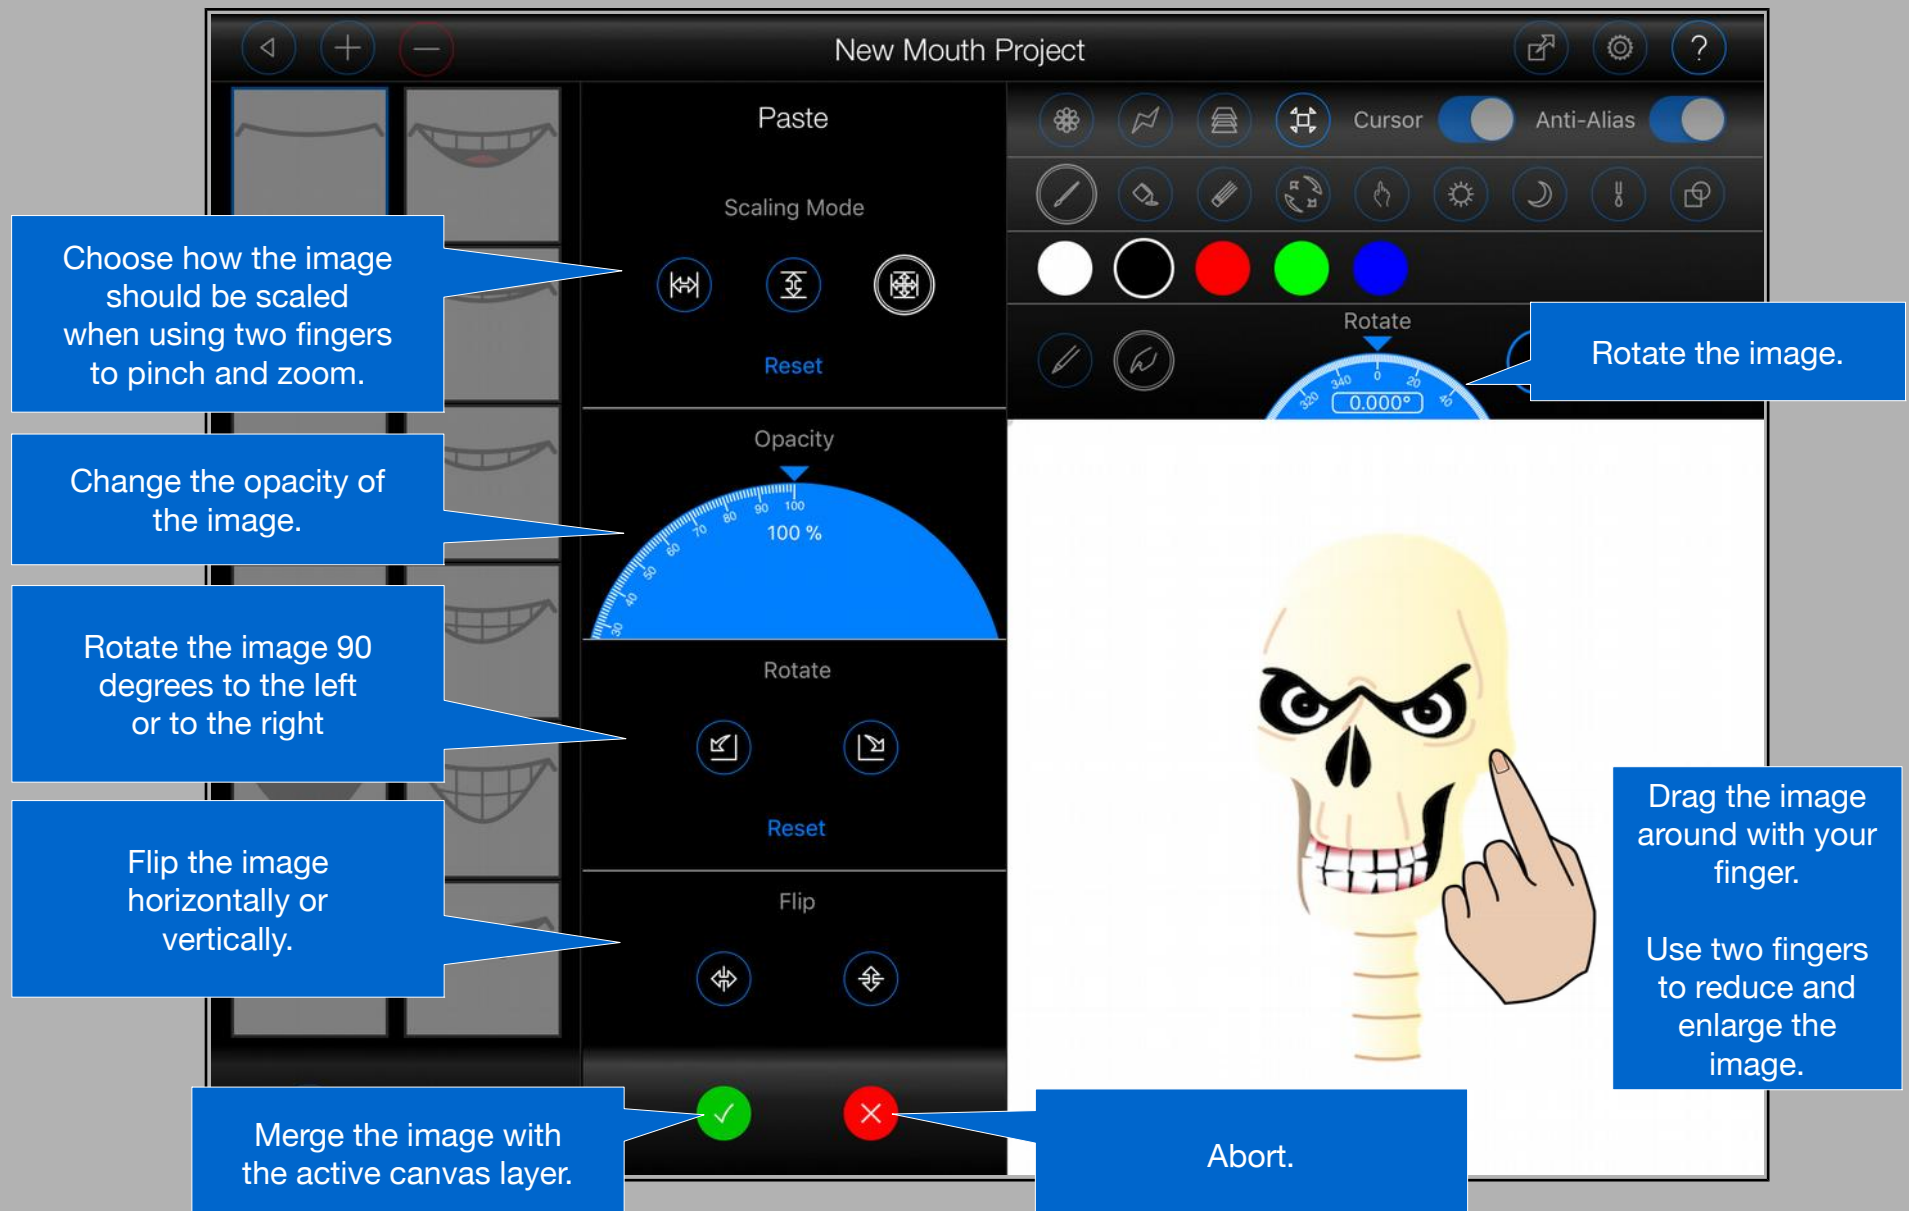 New Mouth Project
?
Paste
Cursor
Anti-Alias
Scaling Mode
Choose how the image
should be scaled
when using two fingers
to pinch and zoom.
Reset
Rotate
320 340 0 20 40
0.000°
Rotate the image.
Opacity
30 40 50 60 70 80 90 100
100 %
Change the opacity of
the image.
Rotate
Rotate the image 90
degrees to the left
or to the right
Reset
Drag the image
around with your
finger.
Use two fingers
to reduce and
enlarge the
image.
Flip the image
horizontally or
vertically.
Flip
Merge the image with
the active canvas layer.
Abort.